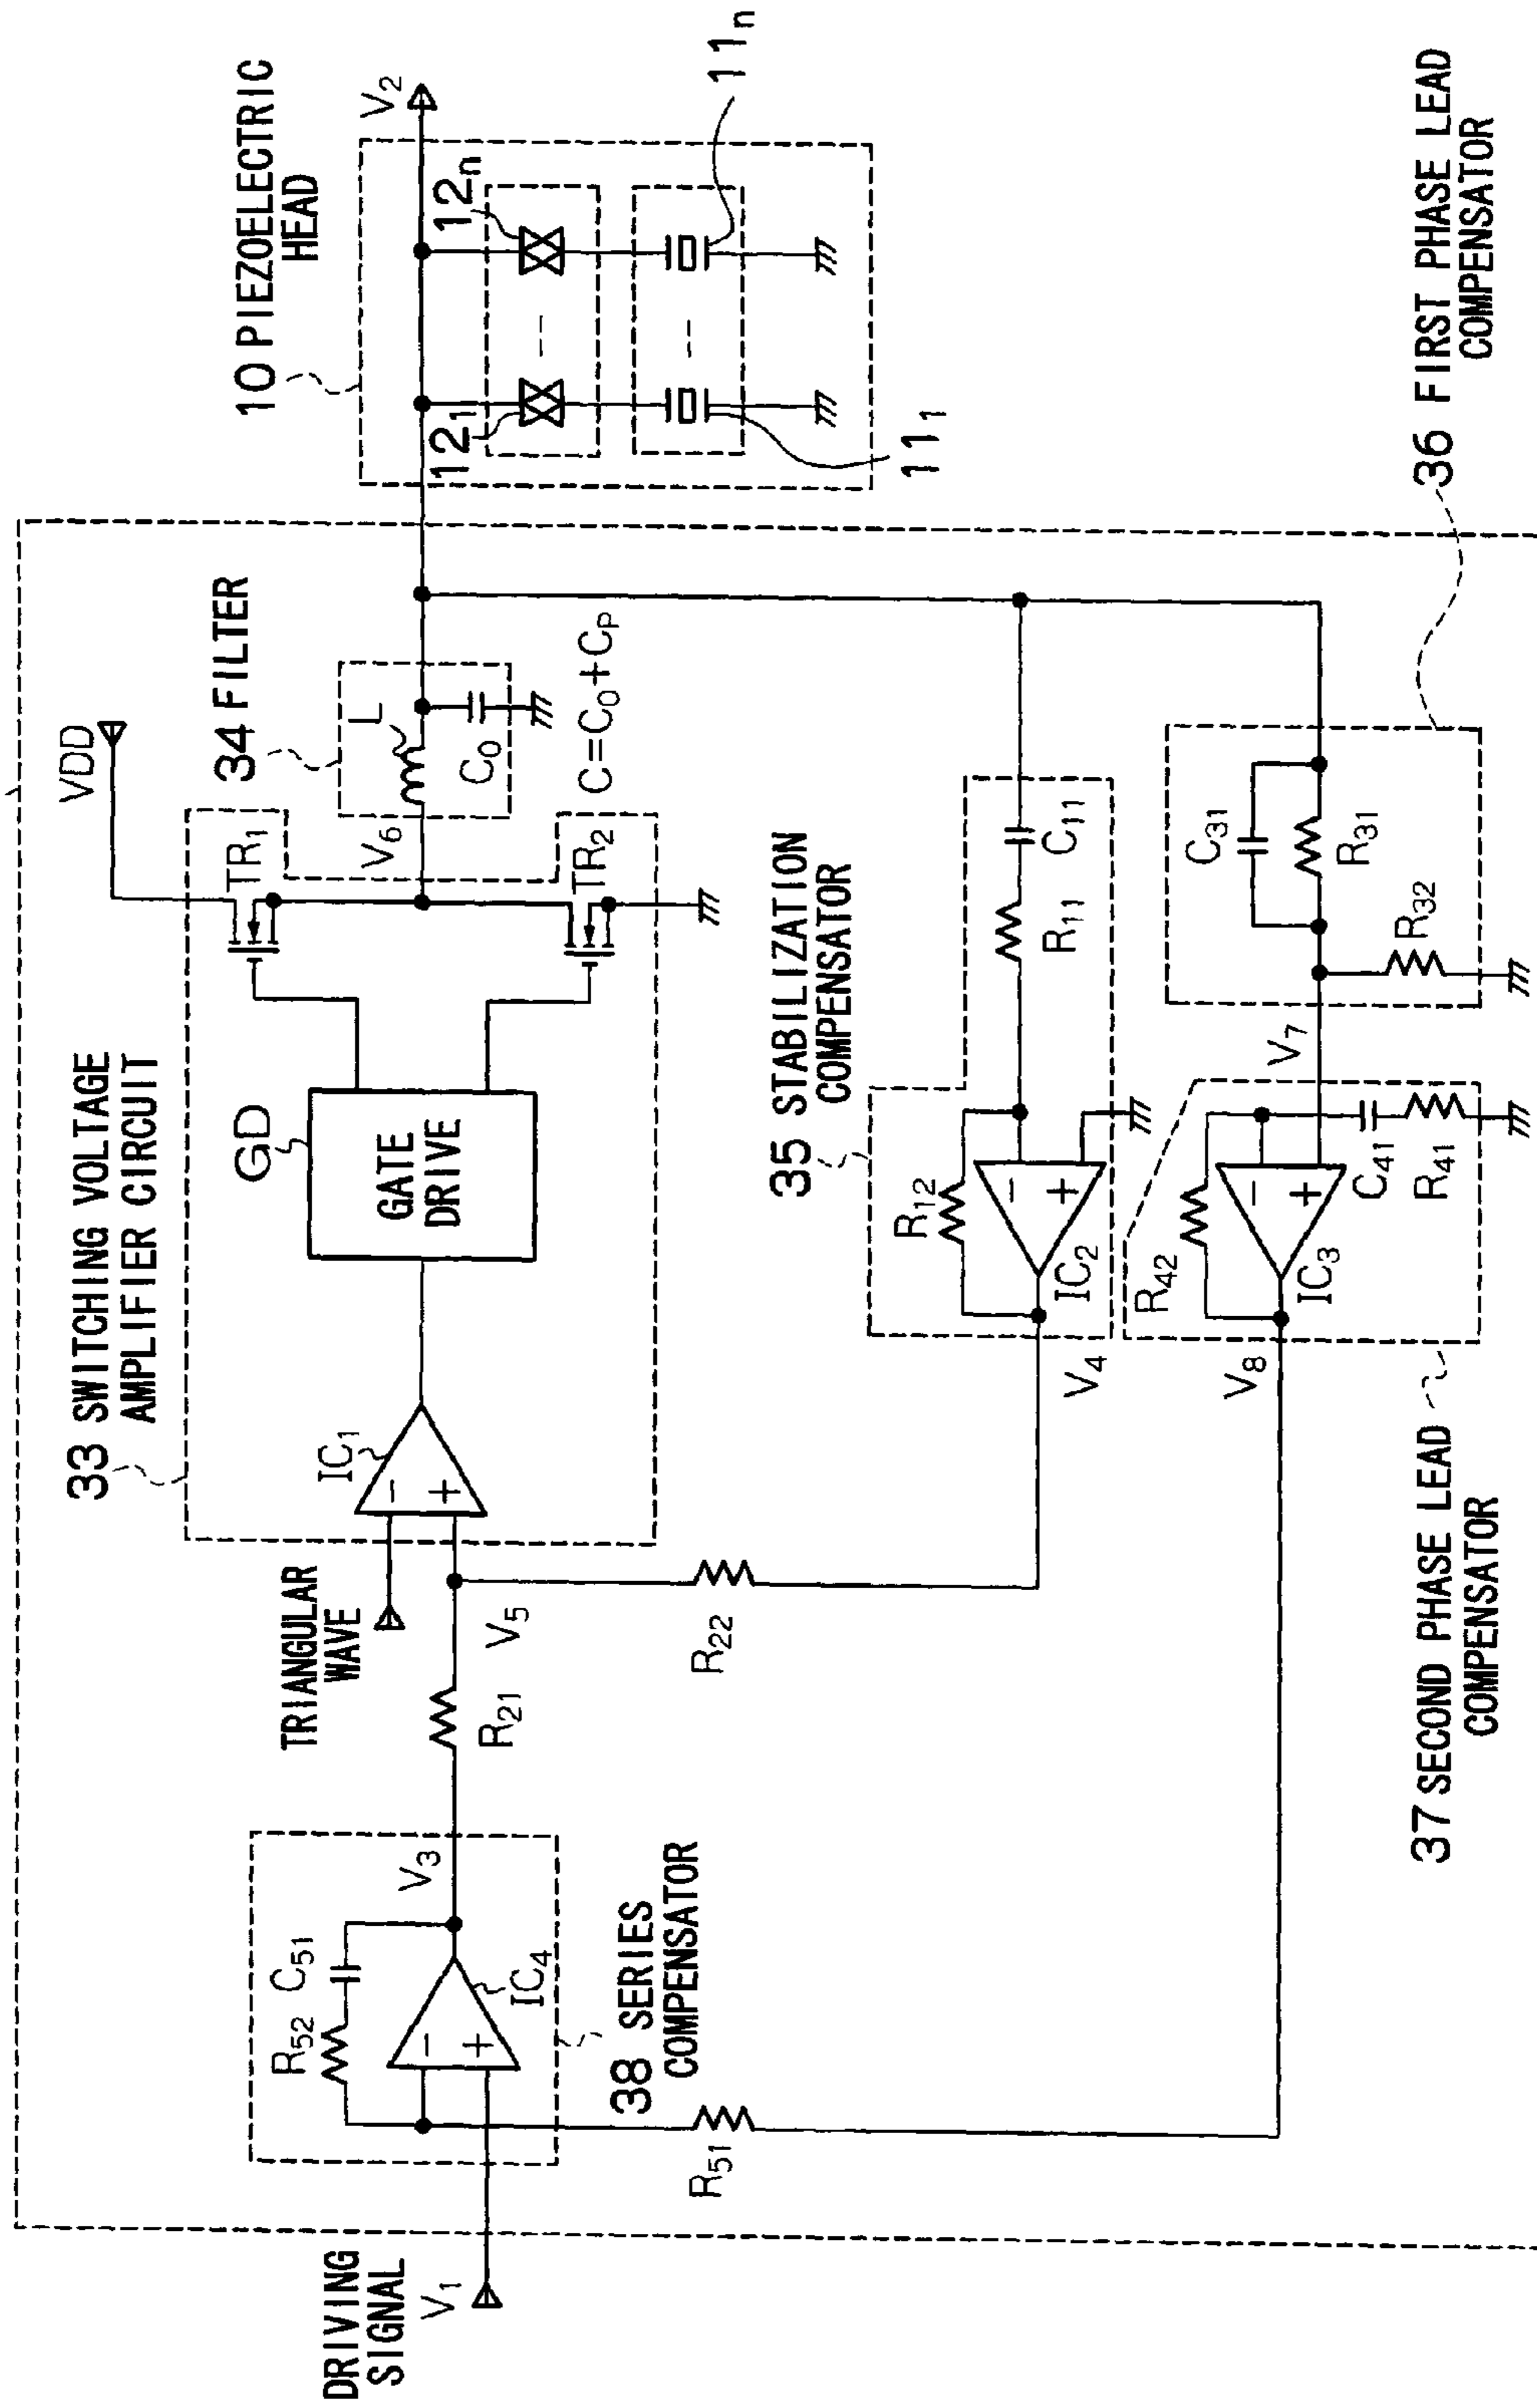 33 SWITCHING VOLTAGE
AMPLIFIER CIRCUIT
VDD
34 FILTER
10 PIEZOELECTRIC
HEAD
V2
TR1
V6
L
C0
C=C0+CP
TR2
GD
GATE
DRIVE
IC1
−
+
TRIANGULAR
WAVE
V5
R21
R22
121
12n
---
---
111
11n
DRIVING
SIGNAL
V1
R52
C51
V3
−
+
IC4
38 SERIES
COMPENSATOR
R51
35 STABILIZATION
COMPENSATOR
R12
−
+
IC2
V4
R11
C11
R42
−
+
IC3
V8
C41
R41
V7
C31
R31
R32
37 SECOND PHASE LEAD
COMPENSATOR
36 FIRST PHASE LEAD
COMPENSATOR